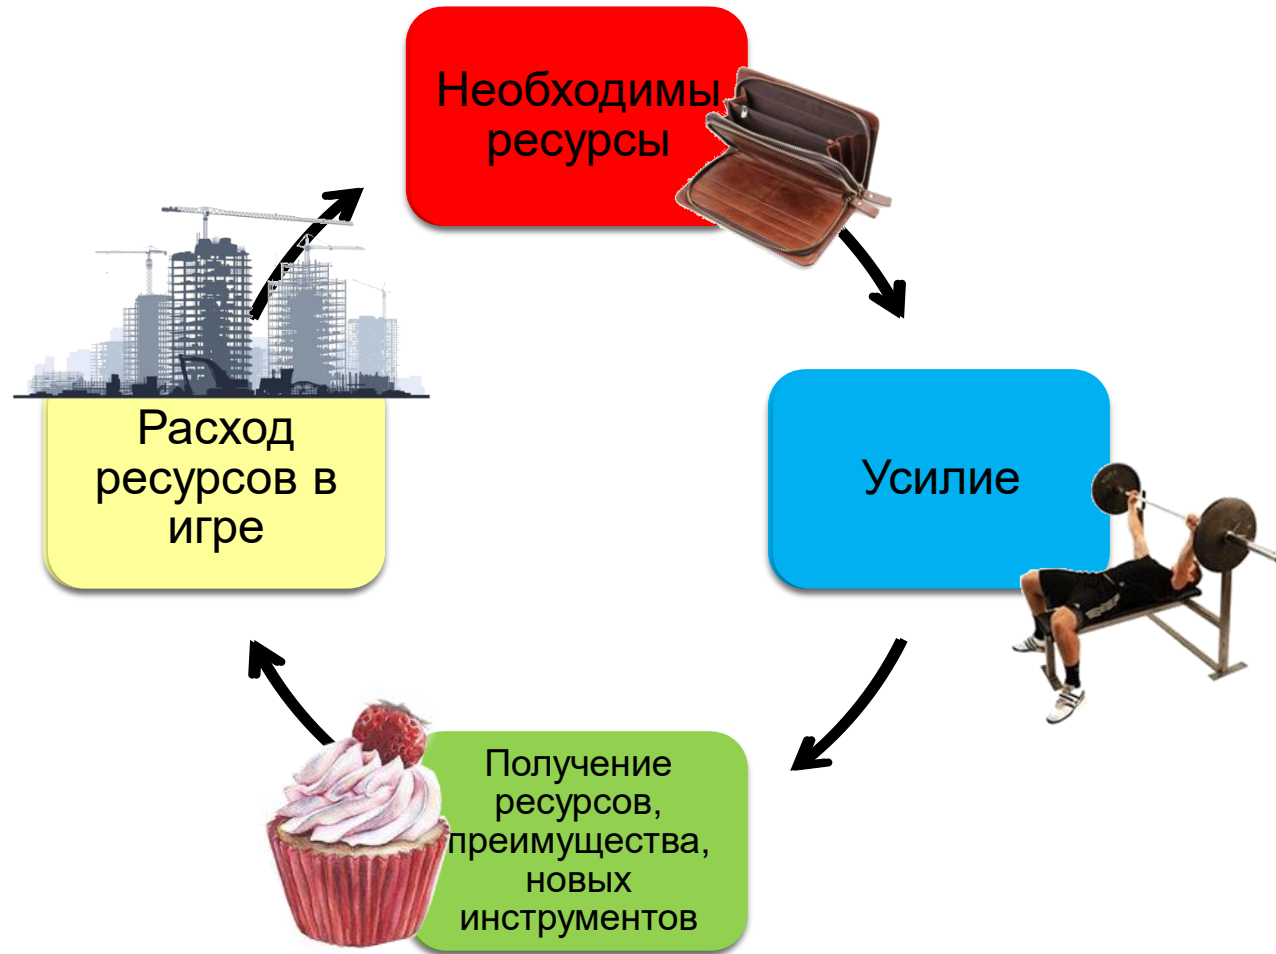 Необходимы
ресурсы
Усилие
Получение
ресурсов,
преимущества,
новых
инструментов
Расход
ресурсов в
игре